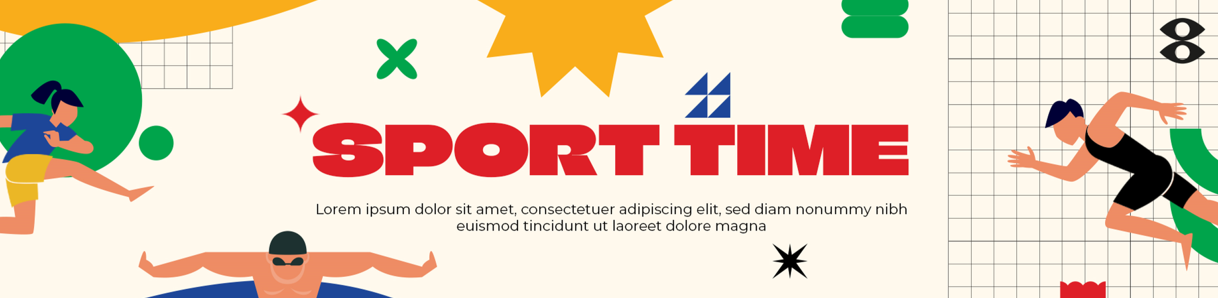 SPORT TIME
Lorem ipsum dolor sit amet, consectetuer adipiscing elit, sed diam nonummy nibh
euismod tincidunt ut laoreet dolore magna